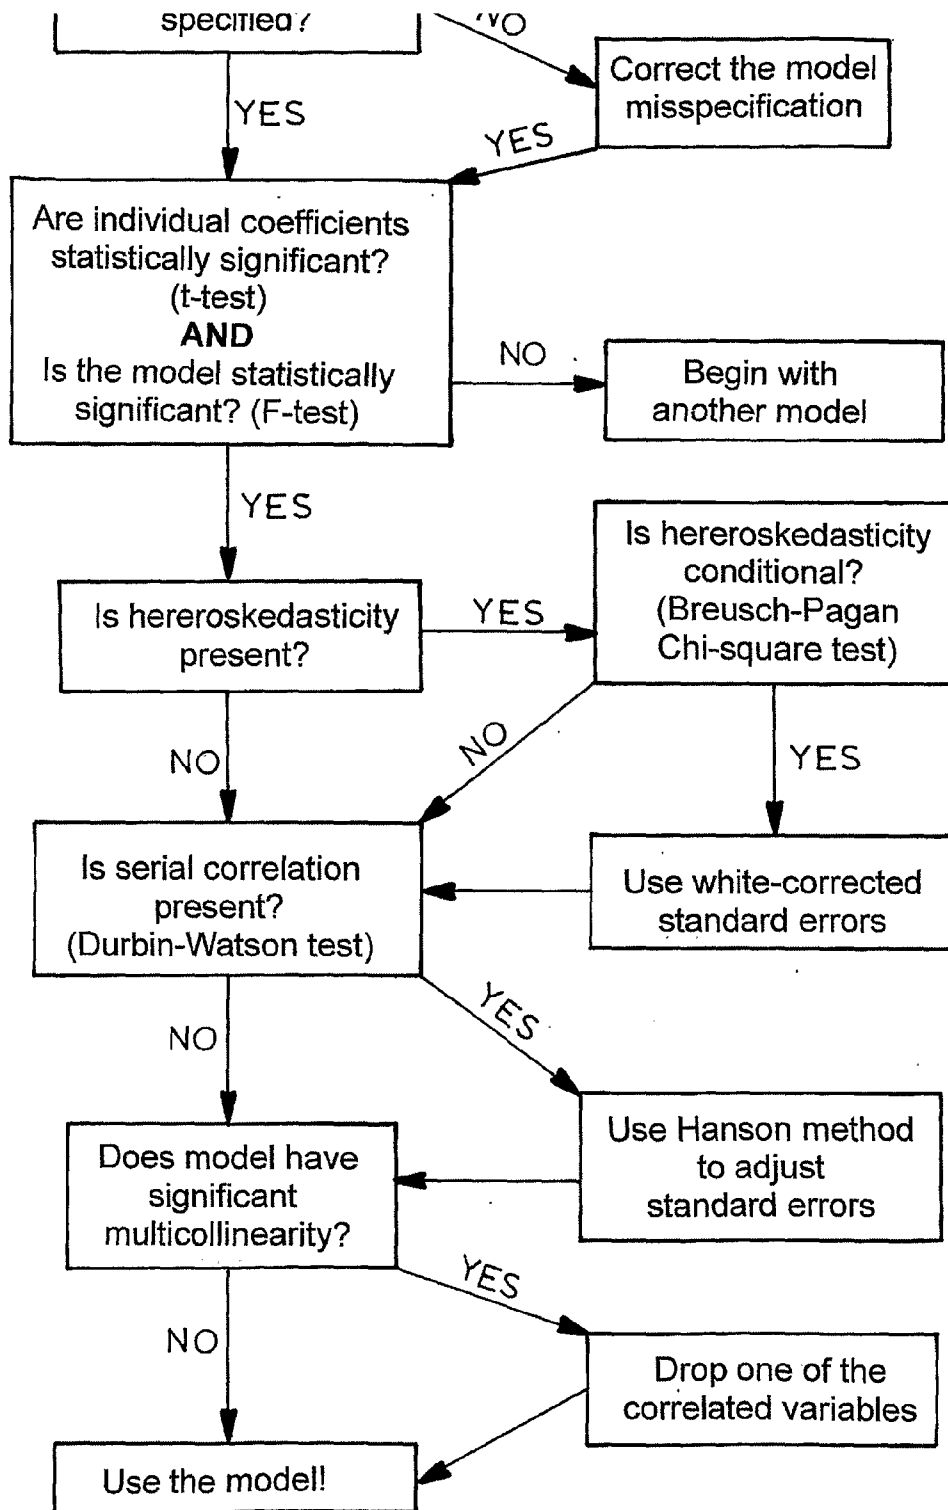 specified?
NO
Correct the model
misspecification
YES
YES
Are individual coefficients
statistically significant?
(t-test)
AND
Is the model statistically
significant? (F-test)
NO
Begin with
another model
YES
Is hereroskedasticity
conditional?
(Breusch-Pagan
Chi-square test)
Is hereroskedasticity
present?
YES
NO
NO
YES
Is serial correlation
present?
(Durbin-Watson test)
Use white-corrected
standard errors
YES
NO
Use Hanson method
to adjust
standard errors
Does model have
significant
multicollinearity?
YES
NO
Drop one of the
correlated variables
Use the model!